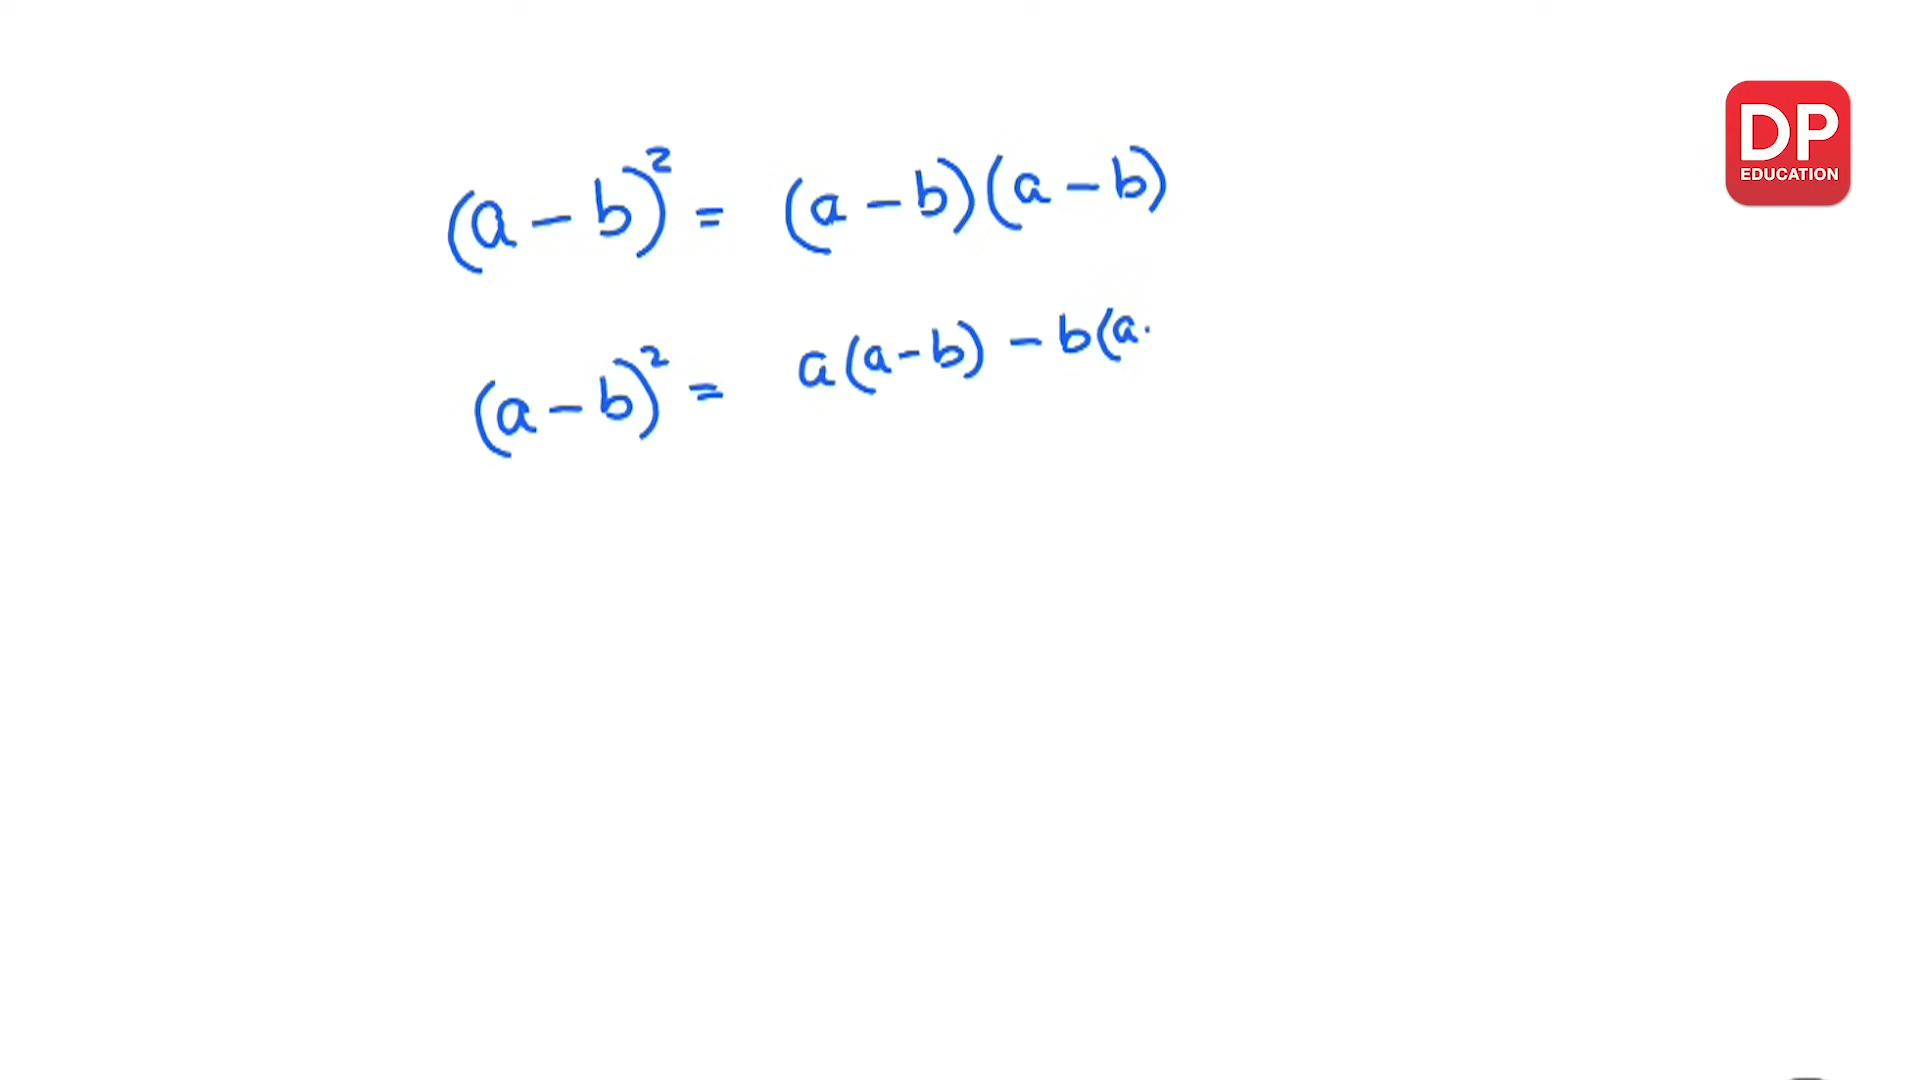 DP
EDUCATION
(a - b)² = (a - b)(a - b)
(a - b)² = a(a - b) - b(a.